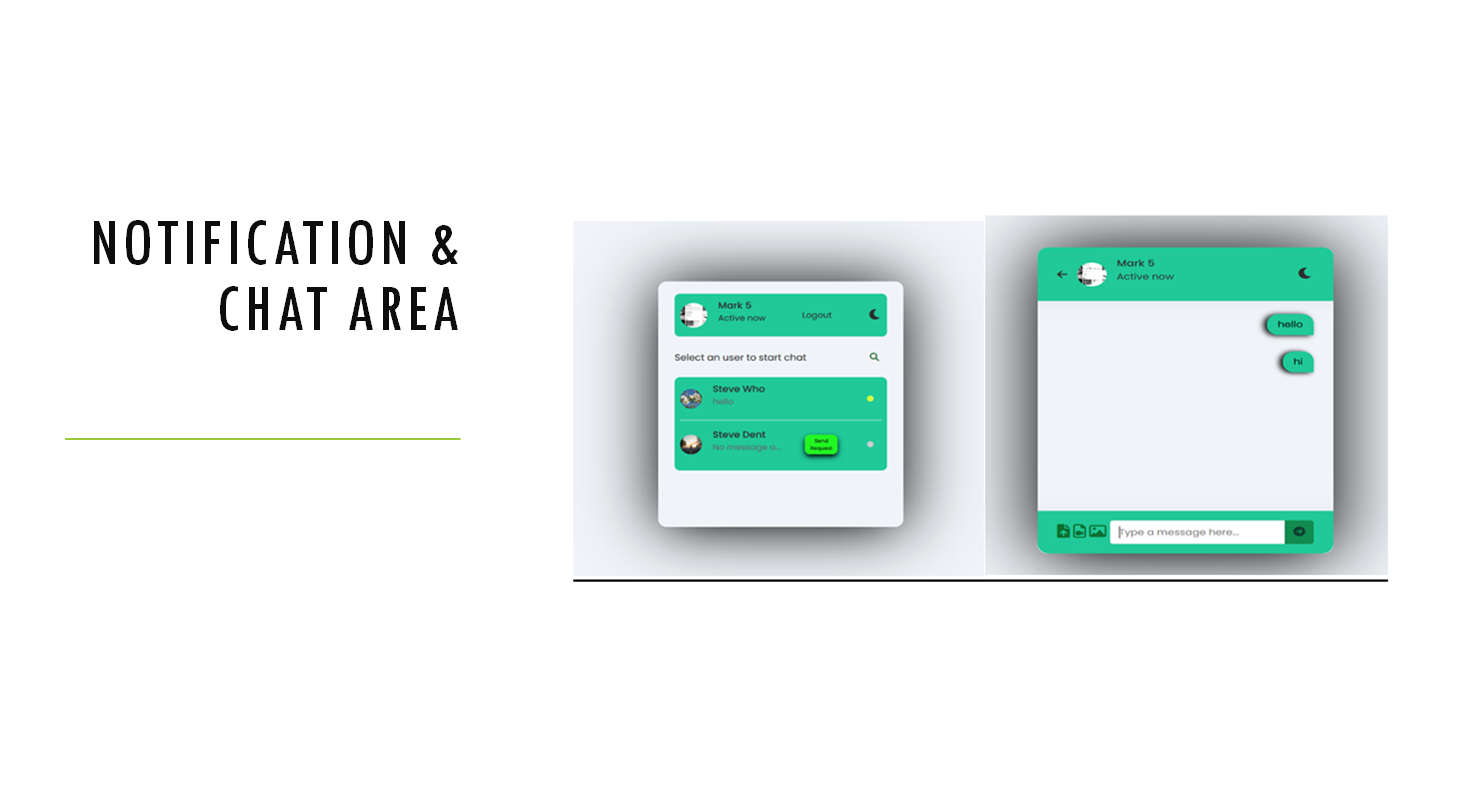 NOTIFICATION &
CHAT AREA
Mark 5
Active now
Logout
Select an user to start chat
Steve Who
hello
Steve Dent
No message a...
Send
Request
Mark 5
Active now
hello
hi
Type a message here...